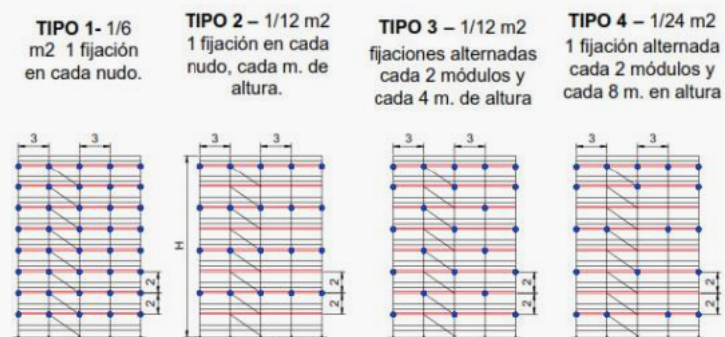 TIPO 1- 1/6
m2 1 fijación
en cada nudo.
TIPO 2 – 1/12 m2
1 fijación en cada
nudo, cada m. de
altura.
TIPO 3 – 1/12 m2
fijaciones alternadas
cada 2 módulos y
cada 4 m. de altura
TIPO 4 – 1/24 m2
1 fijación alternada
cada 2 módulos y
cada 8 m. en altura
3 3
2
2
3 3
H
2
2
3 3
2
2
3 3
2
2